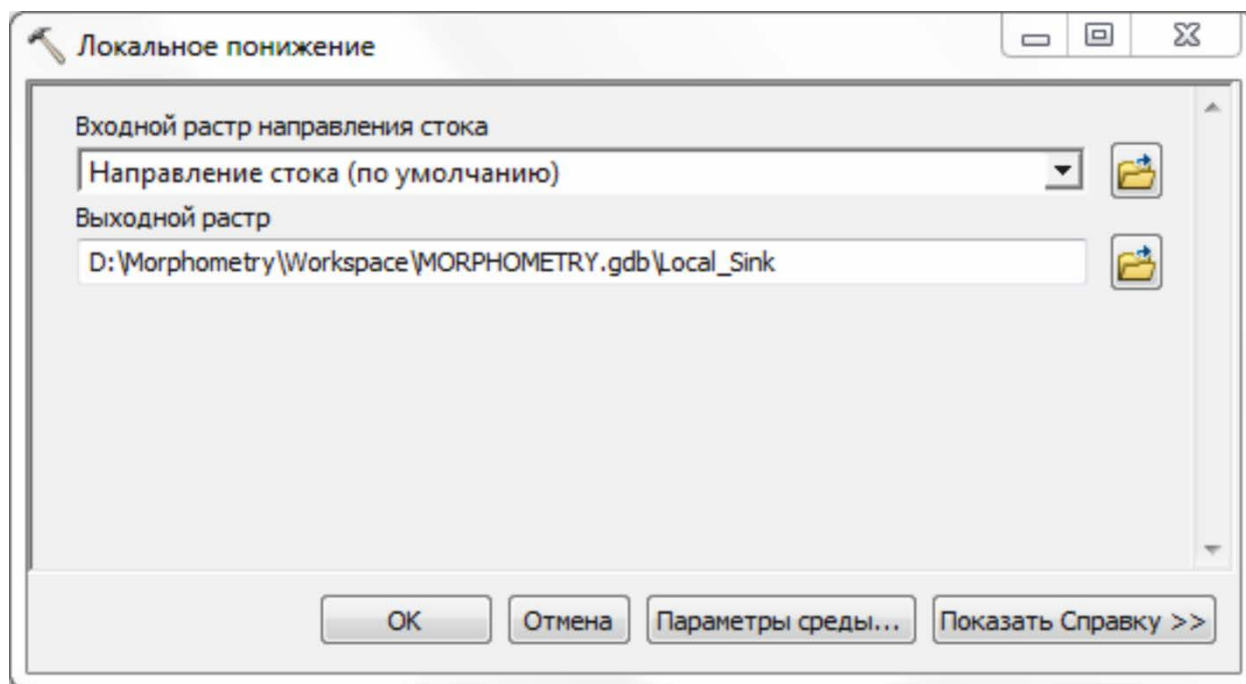 Локальное понижение
Входной растр направления стока
Направление стока (по умолчанию)
Выходной растр
D:\Morphometry\Workspace\MORPHOMETRY.gdb\Local_Sink
OK
Отмена
Параметры среды...
Показать Справку >>